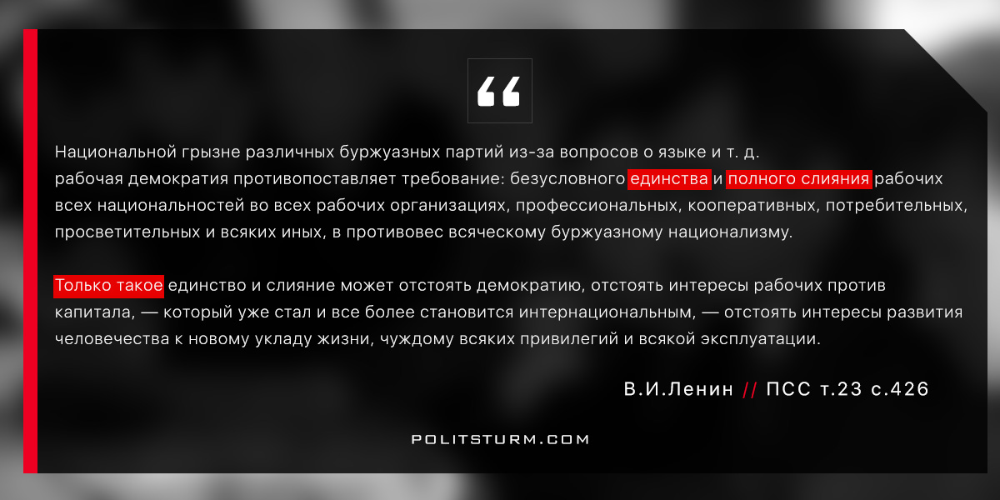 “
Национальной грызне различных буржуазных партий из-за вопросов о языке и т. д.
рабочая демократия противопоставляет требование: безусловного единства и полного слияния рабочих
всех национальностей во всех рабочих организациях, профессиональных, кооперативных, потребительных,
просветительных и всяких иных, в противовес всяческому буржуазному национализму.
Только такое единство и слияние может отстоять демократию, отстоять интересы рабочих против
капитала, — который уже стал и все более становится интернациональным, — отстоять интересы развития
человечества к новому укладу жизни, чуждому всяких привилегий и всякой эксплуатации.
В.И.Ленин // ПСС т.23 с.426
POLITSTURM.COM